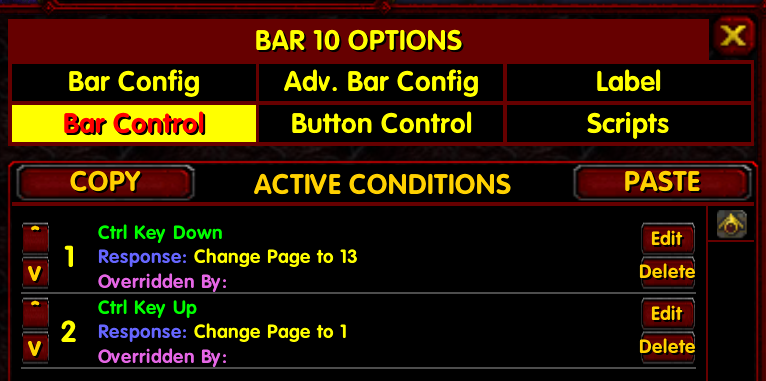 BAR 10 OPTIONS
X
Bar Config
Adv. Bar Config
Label
Bar Control
Button Control
Scripts
COPY
ACTIVE CONDITIONS
PASTE
^
V
1
Ctrl Key Down
Response: Change Page to 13
Overridden By:
Edit
Delete
^
V
2
Ctrl Key Up
Response: Change Page to 1
Overridden By:
Edit
Delete